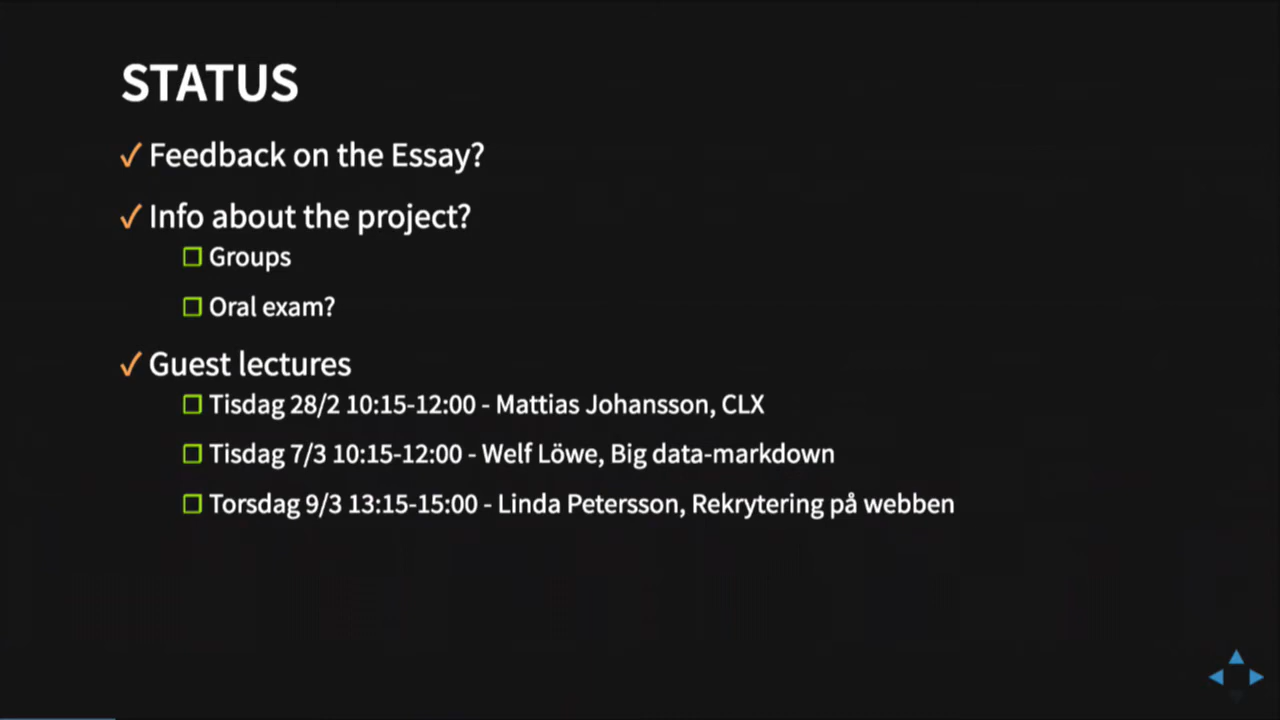 STATUS
Feedback on the Essay?
Info about the project?
Groups
Oral exam?
Guest lectures
Tisdag 28/2 10:15-12:00 - Mattias Johansson, CLX
Tisdag 7/3 10:15-12:00 - Welf Löwe, Big data-markdown
Torsdag 9/3 13:15-15:00 - Linda Petersson, Rekrytering på webben